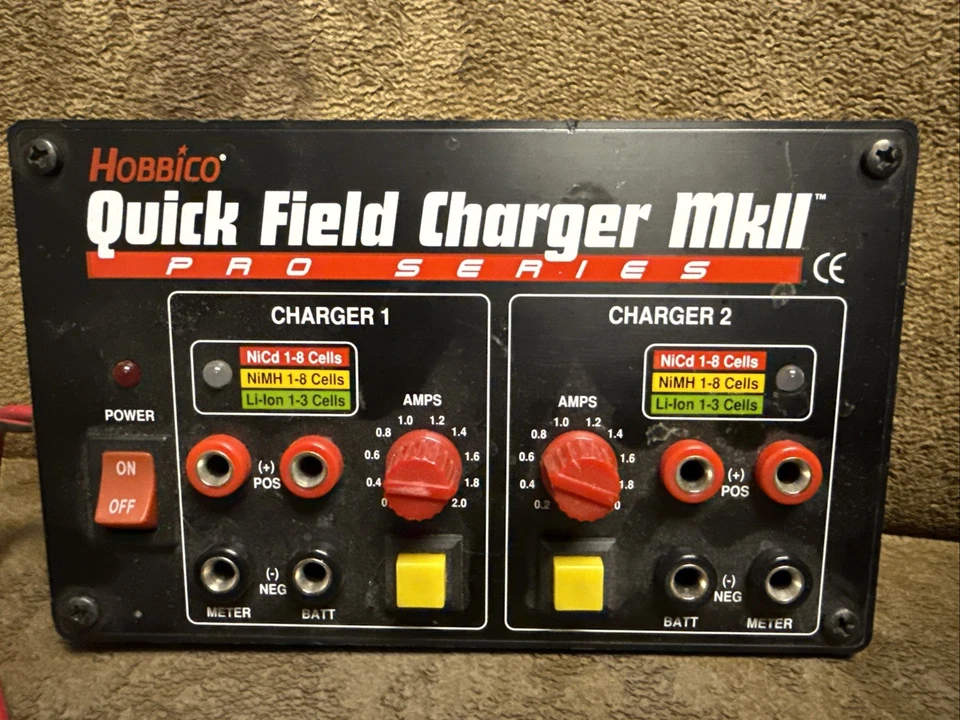 HOBBICO®
Quick Field Charger MkII™
PRO SERIES
CE
CHARGER 1
NiCd 1-8 Cells
NiMH 1-8 Cells
Li-Ion 1-3 Cells
POWER
ON
OFF
AMPS
0.4
0.6
0.8
1.0
1.2
1.4
1.6
1.8
2.0
(+)
POS
(-)
NEG
METER
BATT
CHARGER 2
NiCd 1-8 Cells
NiMH 1-8 Cells
Li-Ion 1-3 Cells
AMPS
0.2
0.4
0.6
0.8
1.0
1.2
1.4
1.6
1.8
(+)
POS
(-)
NEG
BATT
METER